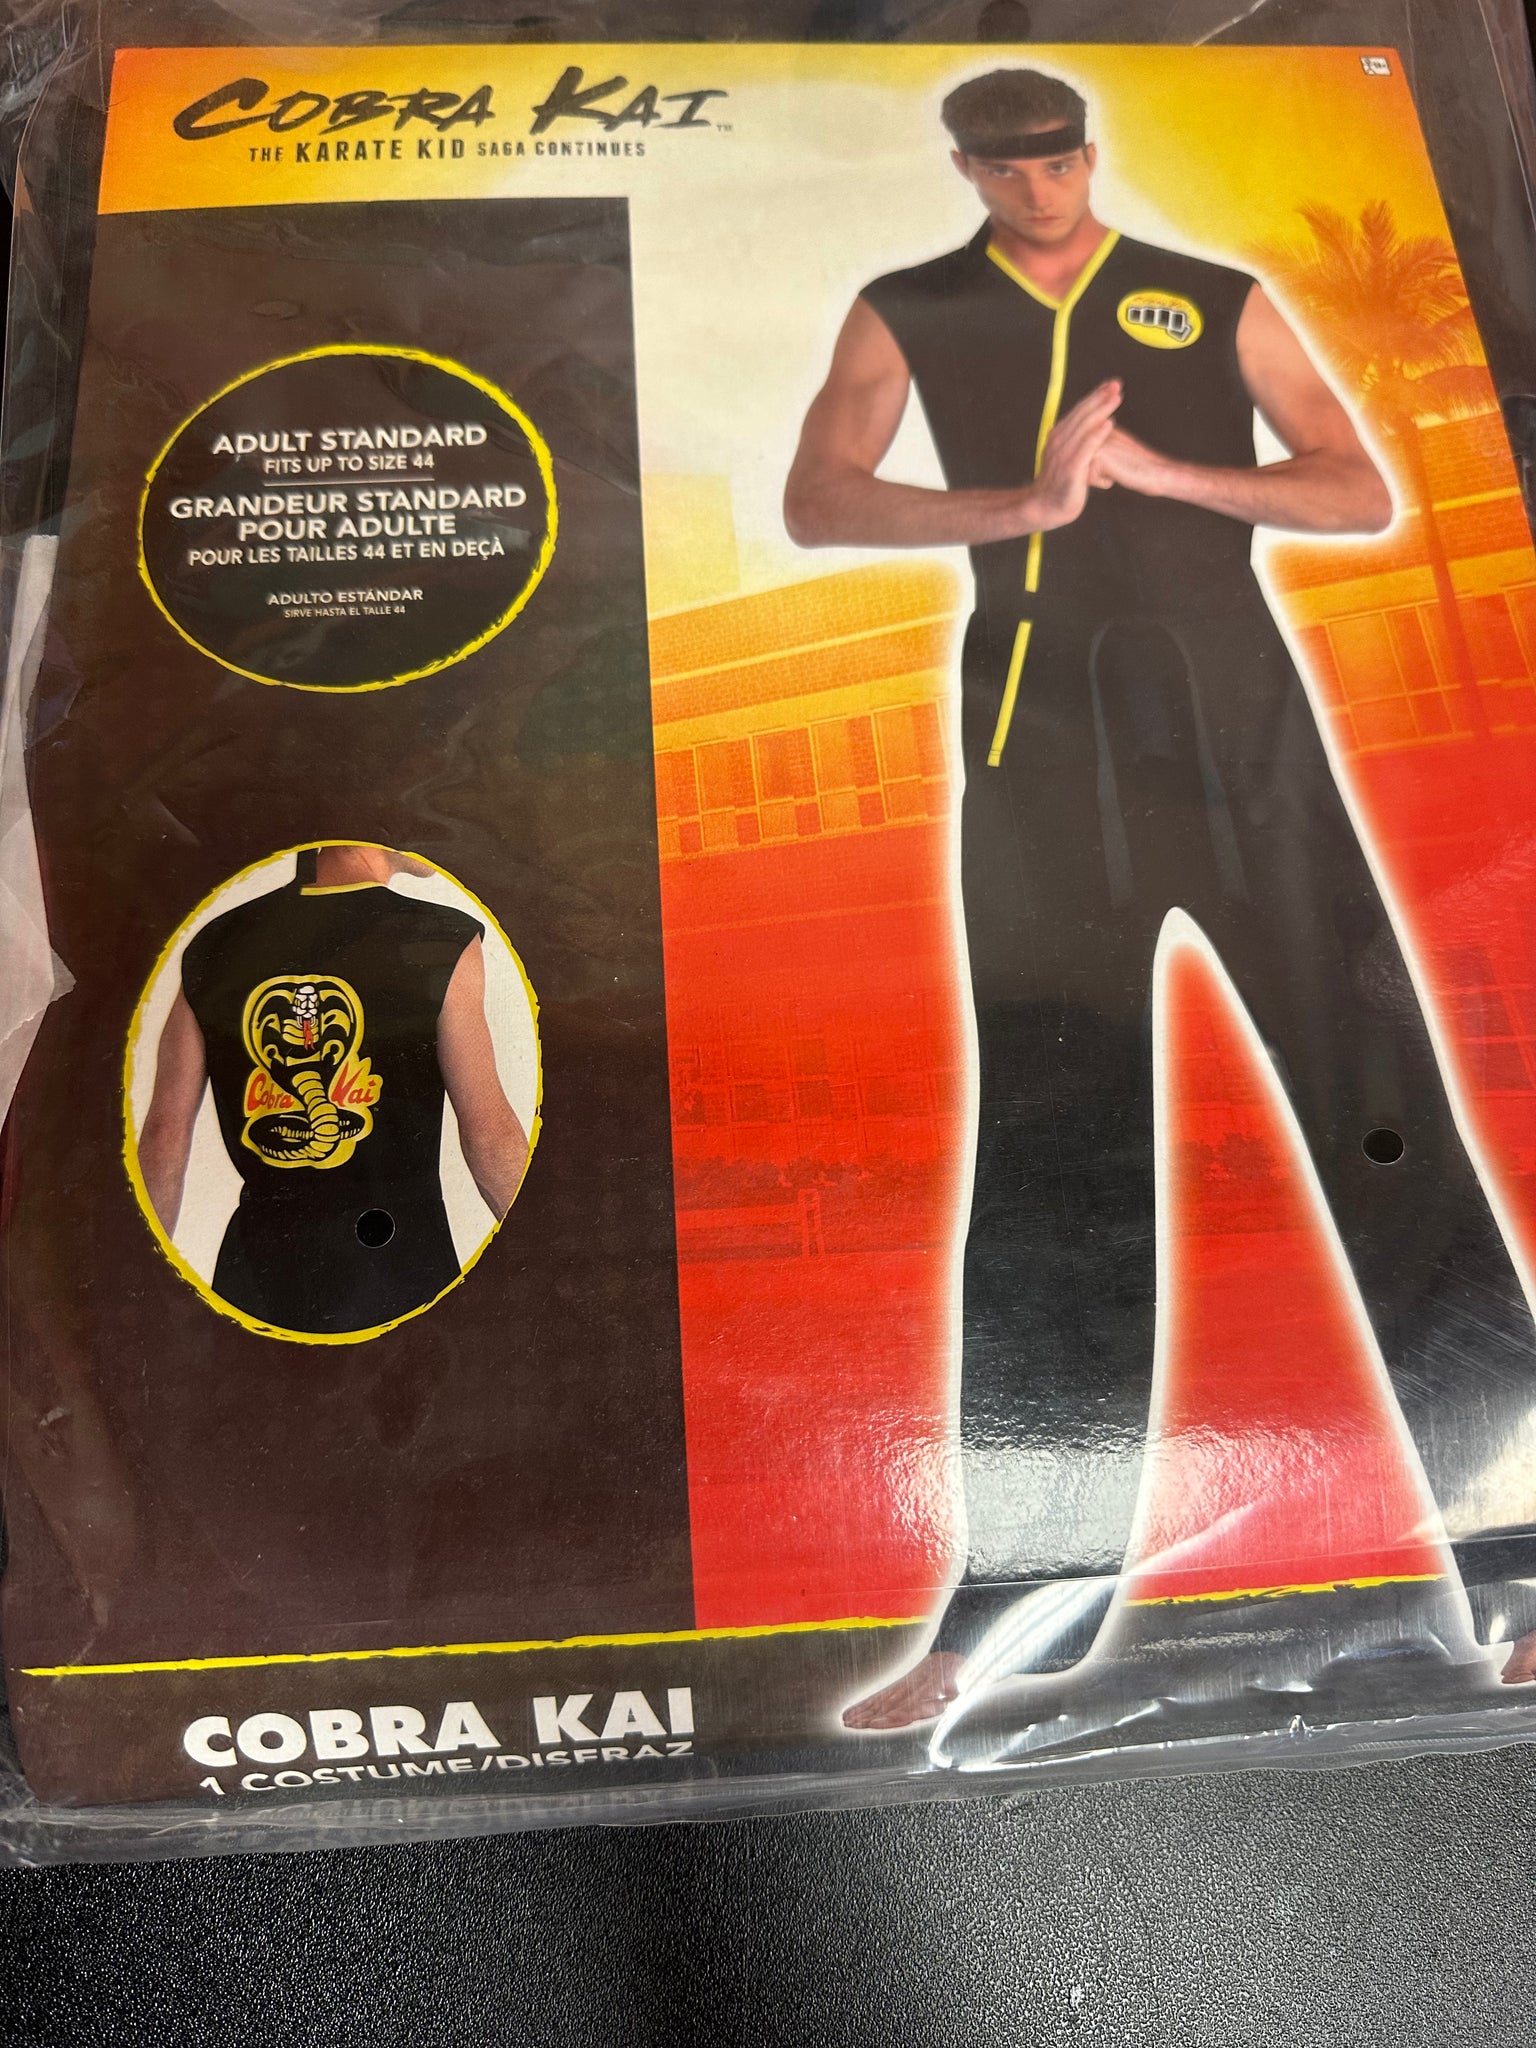 COBRA KAI™
THE KARATE KID SAGA CONTINUES
ADULT STANDARD
FITS UP TO SIZE 44
GRANDEUR STANDARD
POUR ADULTE
POUR LES TAILLES 44 ET EN DEÇÀ
ADULTO ESTÁNDAR
SIRVE HASTA EL TALLE 44
Cobra Kai
COBRA KAI
1 COSTUME/DISFRAZ